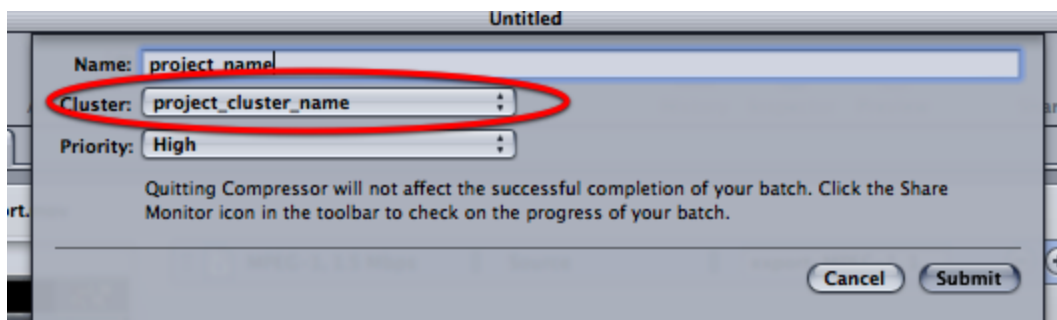 Untitled
Name: project_name
Cluster: project_cluster_name
Priority: High
Quitting Compressor will not affect the successful completion of your batch. Click the Share
Monitor icon in the toolbar to check on the progress of your batch.
Cancel Submit